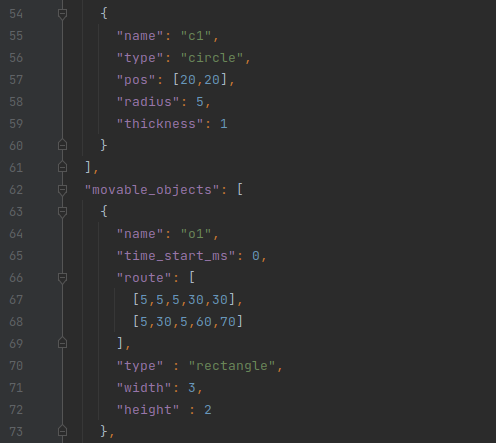 54 {
55 "name": "c1",
56 "type": "circle",
57 "pos": [20,20],
58 "radius": 5,
59 "thickness": 1
60 }
61 ],
62 "movable_objects": [
63 {
64 "name": "o1",
65 "time_start_ms": 0,
66 "route": [
67 [5,5,5,30,30],
68 [5,30,5,60,70]
69 ],
70 "type" : "rectangle",
71 "width": 3,
72 "height" : 2
73 },